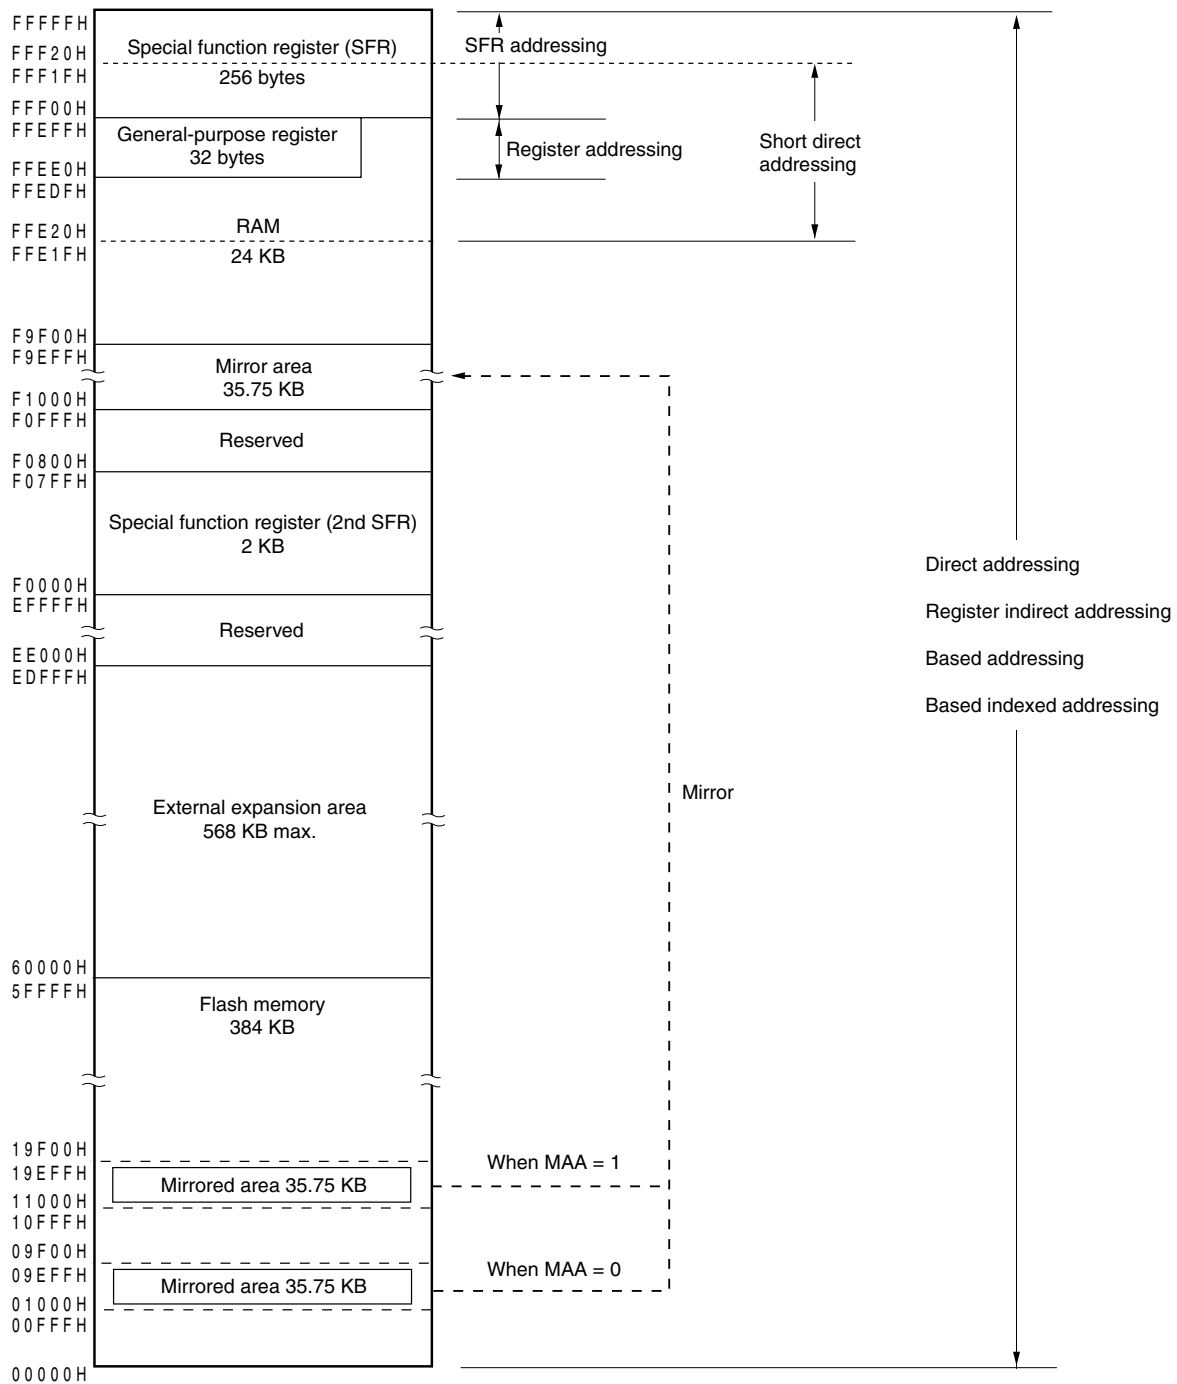 FFFFFH
FFF20H
FFF1FH
FFF00H
FFEFFH
FFEE0H
FFEDFH
FFE20H
FFE1FH
F9F00H
F9EFFH
F1000H
F0FFFH
F0800H
F07FFH
F0000H
EFFFFH
EE000H
EDFFFH
60000H
5FFFFH
19F00H
19EFFH
11000H
10FFFH
09F00H
09EFFH
01000H
00FFFH
00000H
Special function register (SFR)
256 bytes
General-purpose register
32 bytes
RAM
24 KB
Mirror area
35.75 KB
Reserved
Special function register (2nd SFR)
2 KB
Reserved
External expansion area
568 KB max.
Flash memory
384 KB
Mirrored area 35.75 KB
Mirrored area 35.75 KB
SFR addressing
Register addressing
Short direct
addressing
Mirror
When MAA = 1
When MAA = 0
Direct addressing
Register indirect addressing
Based addressing
Based indexed addressing